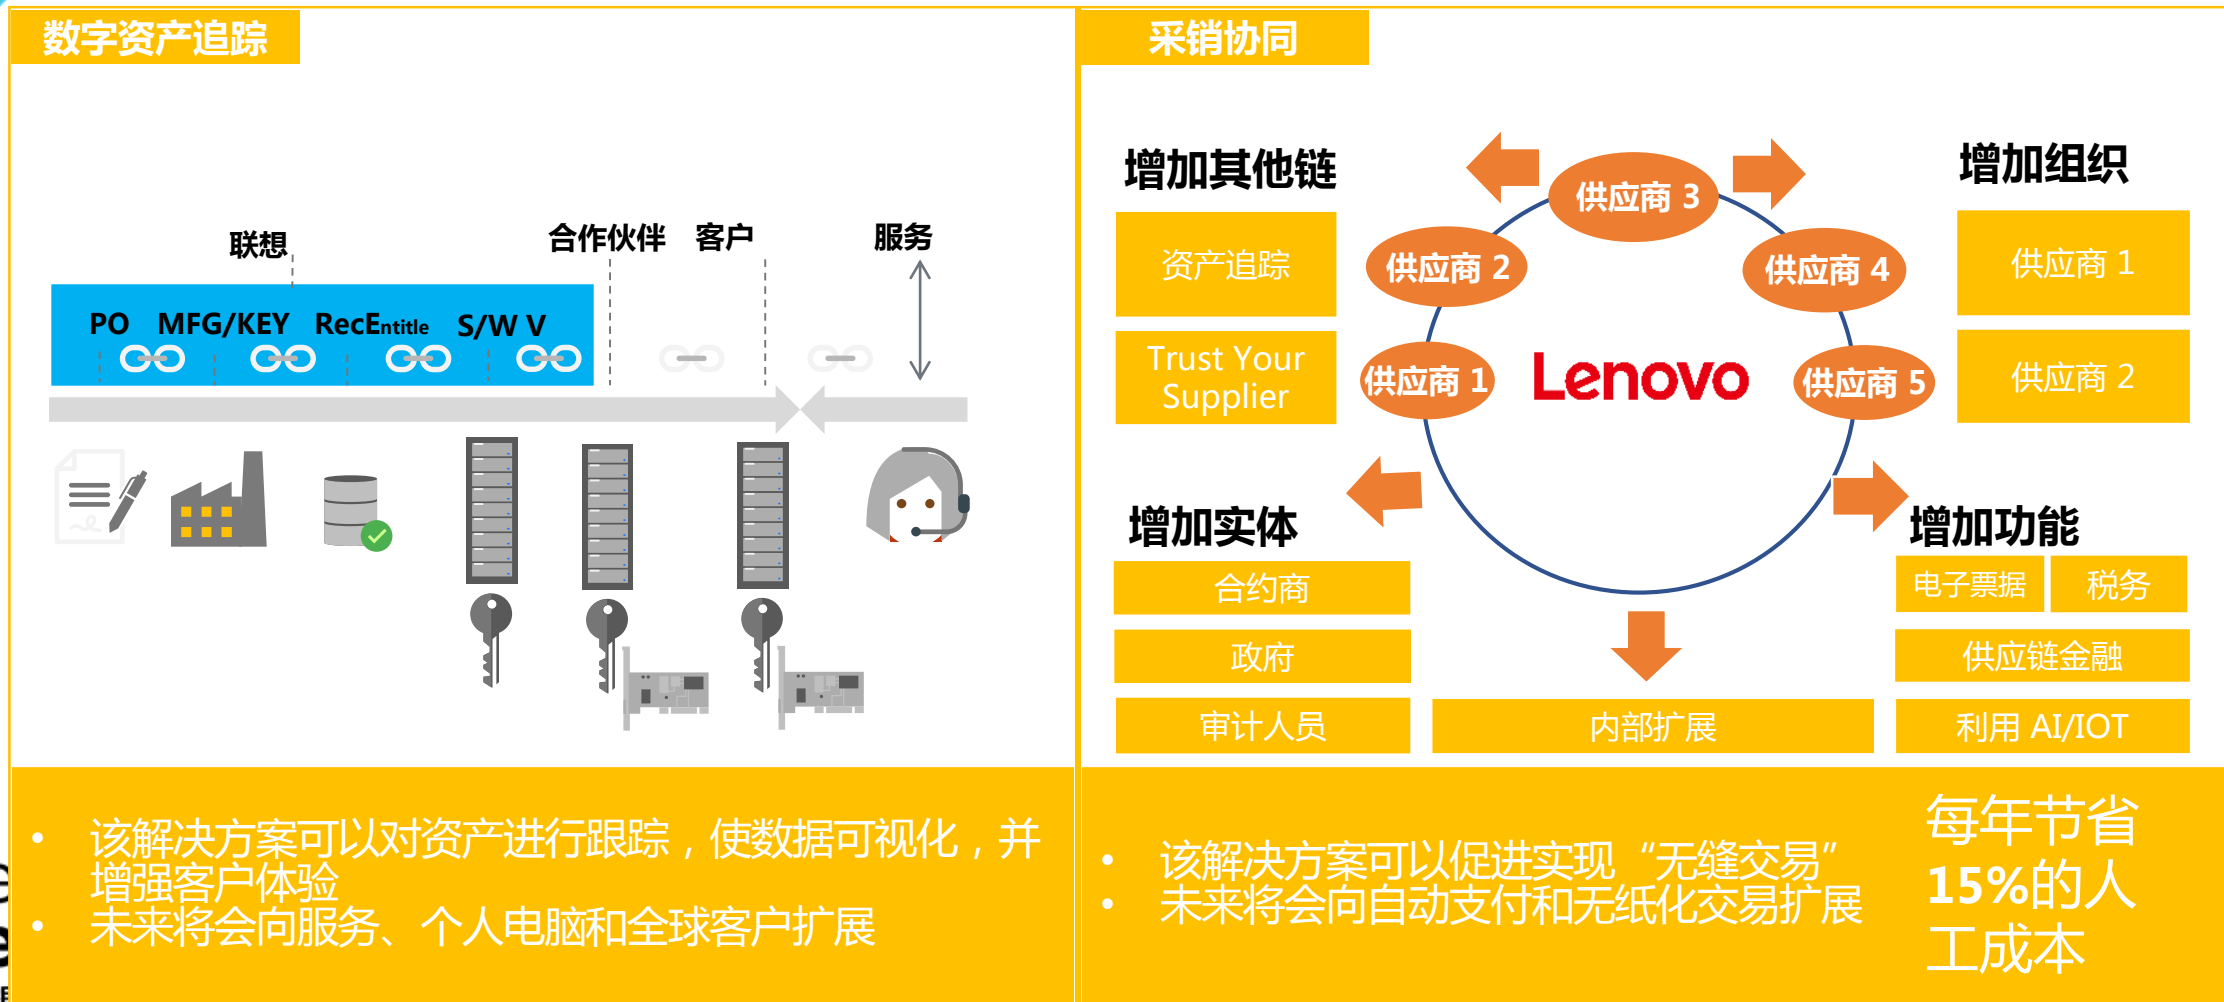 数字资产追踪
联想
合作伙伴
客户
服务
PO
MFG/KEY
RecEntitle
S/W V
该解决方案可以对资产进行跟踪，使数据可视化，并
增强客户体验
未来将会向服务、个人电脑和全球客户扩展
采销协同
增加其他链
资产追踪
Trust Your
Supplier
供应商 3
供应商 2
供应商 4
供应商 1
供应商 5
Lenovo
增加组织
供应商 1
供应商 2
增加实体
合约商
政府
审计人员
内部扩展
增加功能
电子票据
税务
供应链金融
利用 AI/IOT
该解决方案可以促进实现“无缝交易”
未来将会向自动支付和无纸化交易扩展
每年节省
15%的人
工成本